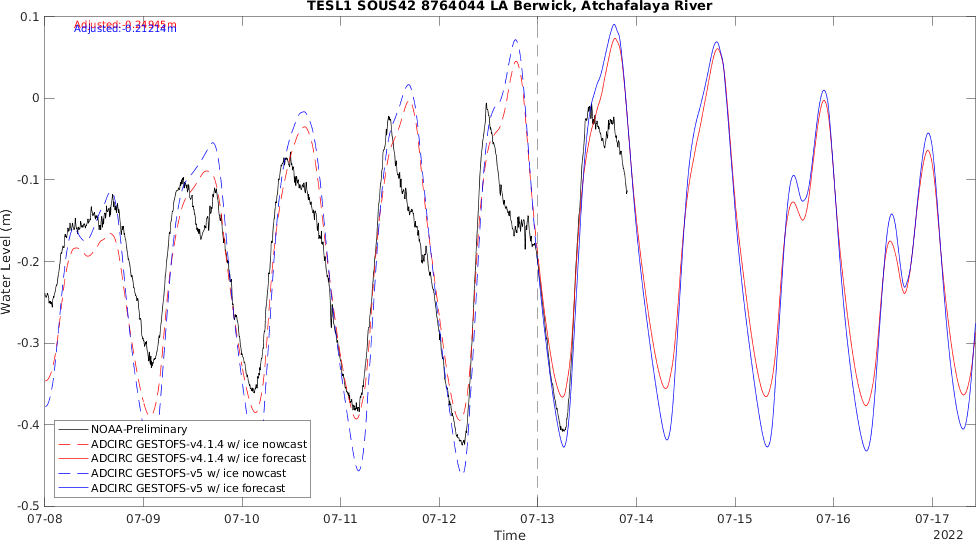 TESL1 SOUS42 8764044 LA Berwick, Atchafalaya River
Adjusted:-0.24945m
Adjusted:-0.21214m
0.1
0
-0.1
-0.2
-0.3
-0.4
-0.5
Water Level (m)
NOAA-Preliminary
ADCIRC GESTOFS-v4.1.4 w/ ice nowcast
ADCIRC GESTOFS-v4.1.4 w/ ice forecast
ADCIRC GESTOFS-v5 w/ ice nowcast
ADCIRC GESTOFS-v5 w/ ice forecast
07-08 07-09 07-10 07-11 07-12 07-13 07-14 07-15 07-16 07-17
Time 2022